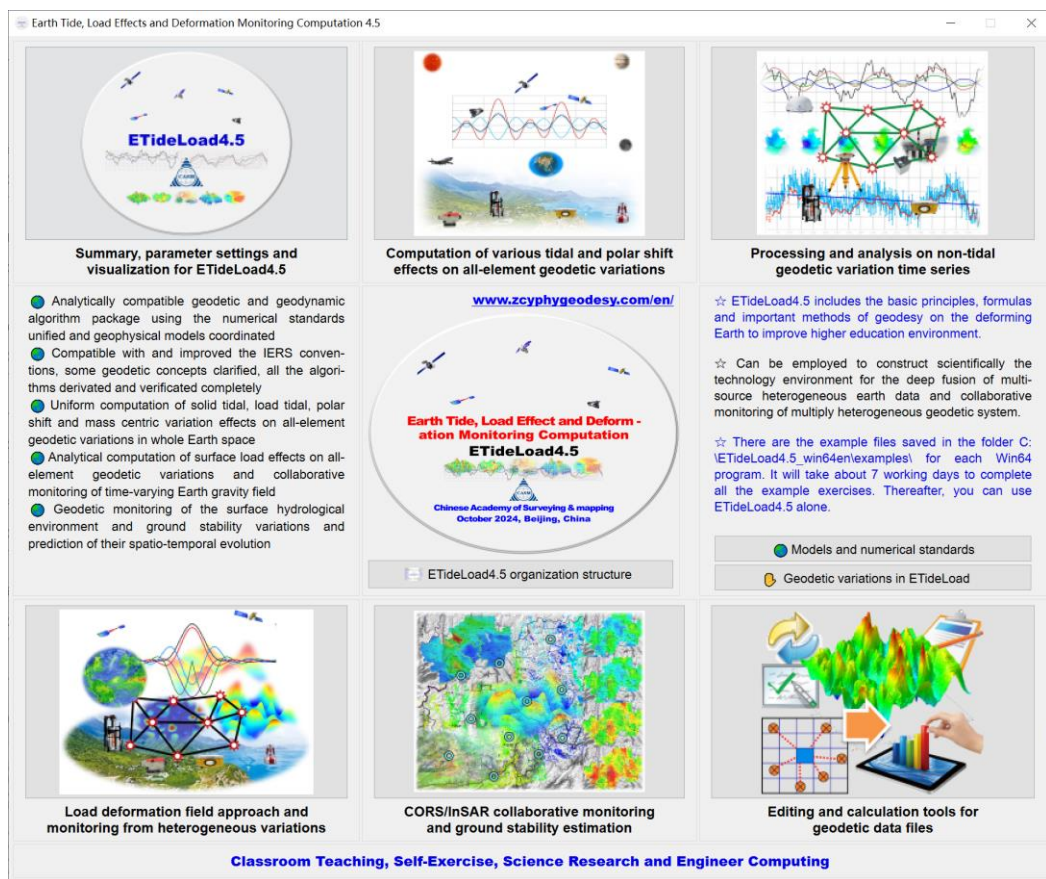 Earth Tide, Load Effects and Deformation Monitoring Computation 4.5
ETideLoad4.5
CASM
Summary, parameter settings and
visualization for ETideLoad4.5
Computation of various tidal and polar shift
effects on all-element geodetic variations
Processing and analysis on non-tidal
geodetic variation time series
Analytically compatible geodetic and geodynamic
algorithm package using the numerical standards
unified and geophysical models coordinated
Compatible with and improved the IERS conven-
tions, some geodetic concepts clarified, all the algori-
thms derived and verificated completely
Uniform computation of solid tidal, load tidal, polar
shift and mass centric variation effects on all-element
geodetic variations in whole Earth space
Analytical computation of surface load effects on all-
element geodetic variations and collaborative
monitoring of time-varying Earth gravity field
Geodetic monitoring of the surface hydrological
environment and ground stability variations and
prediction of their spatio-temporal evolution
www.zcyphygeodesy.com/en/
Earth Tide, Load Effect and Deform -
ation Monitoring Computation
ETideLoad4.5
CASM
Chinese Academy of Surveying & mapping
October 2024, Beijing, China
ETideLoad4.5 organization structure
☆ ETideLoad4.5 includes the basic principles, formulas
and important methods of geodesy on the deforming
Earth to improve higher education environment.
☆ Can be employed to construct scientifically the
technology environment for the deep fusion of multi-
source heterogeneous earth data and collaborative
monitoring of multiply heterogeneous geodetic system.
☆ There are the example files saved in the folder C:
\ETideLoad4.5_win64en\examples\ for each Win64
program. It will take about 7 working days to complete
all the example exercises. Thereafter, you can use
ETideLoad4.5 alone.
Models and numerical standards
Geodetic variations in ETideLoad
Load deformation field approach and
monitoring from heterogeneous variations
CORS/InSAR collaborative monitoring
and ground stability estimation
Editing and calculation tools for
geodetic data files
Classroom Teaching, Self-Exercise, Science Research and Engineer Computing